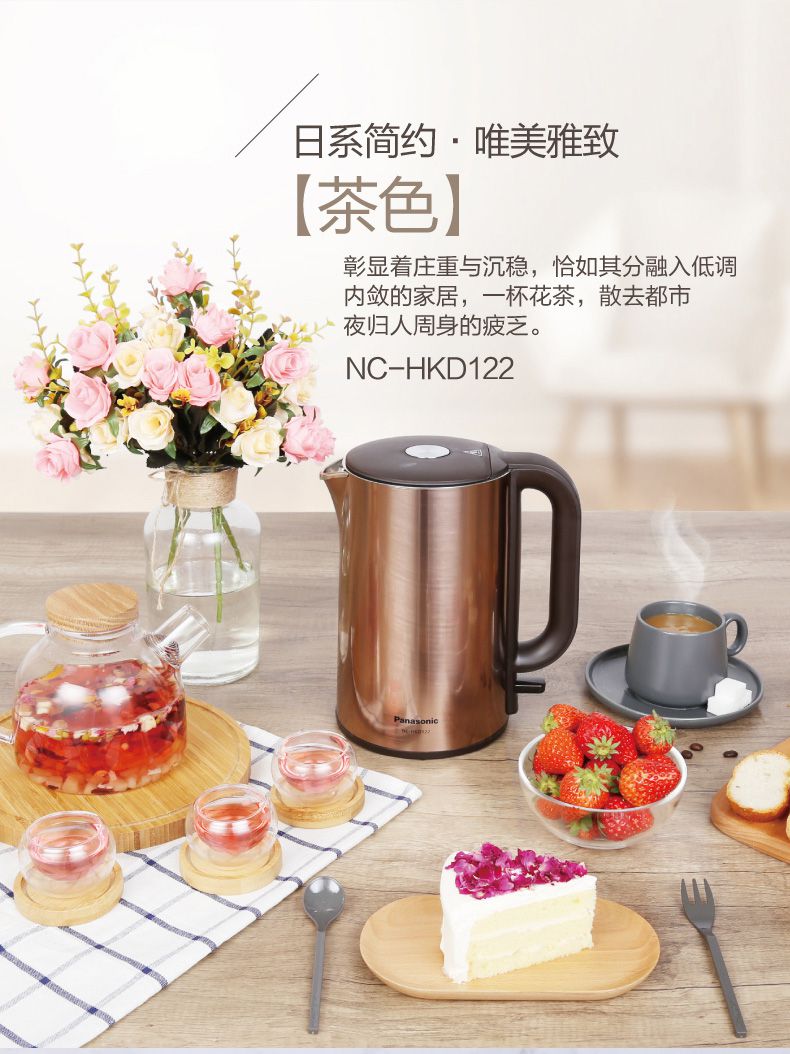 日系简约·唯美雅致
【茶色】
彰显着庄重与沉稳，恰如其分融入低调
内敛的家居，一杯花茶，散去都市
夜归人周身的疲乏。
NC-HKD122
Panasonic
NC-HKD122